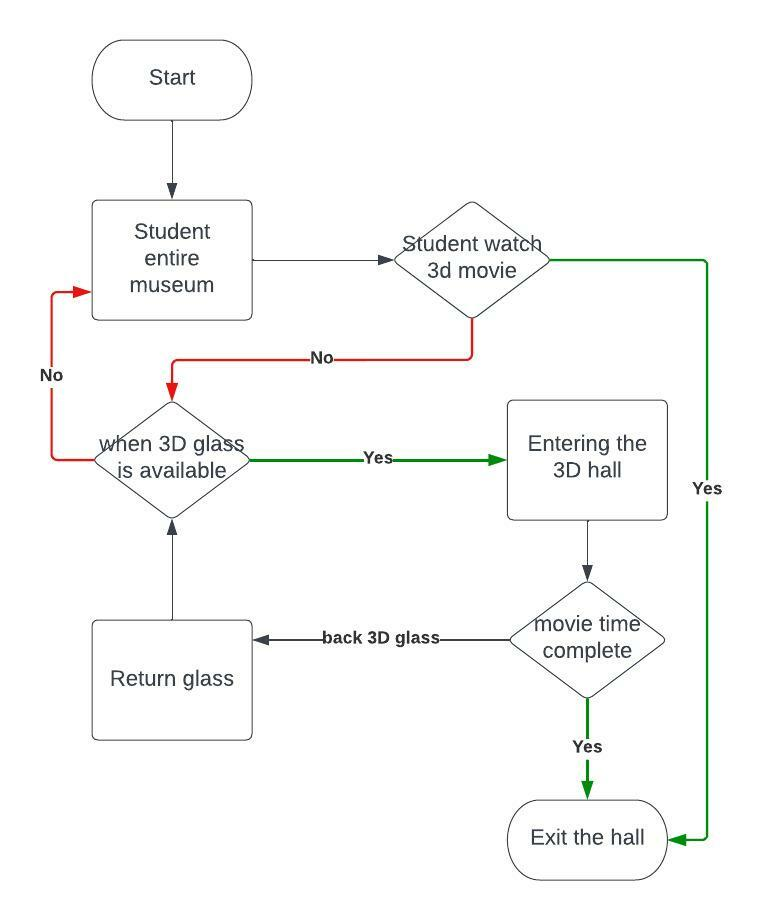 Start
Student
entire
museum
Student watch
3d movie
No
No
when 3D glass
is available
Yes
Entering the
3D hall
Yes
movie time
complete
back 3D glass
Return glass
Yes
Exit the hall